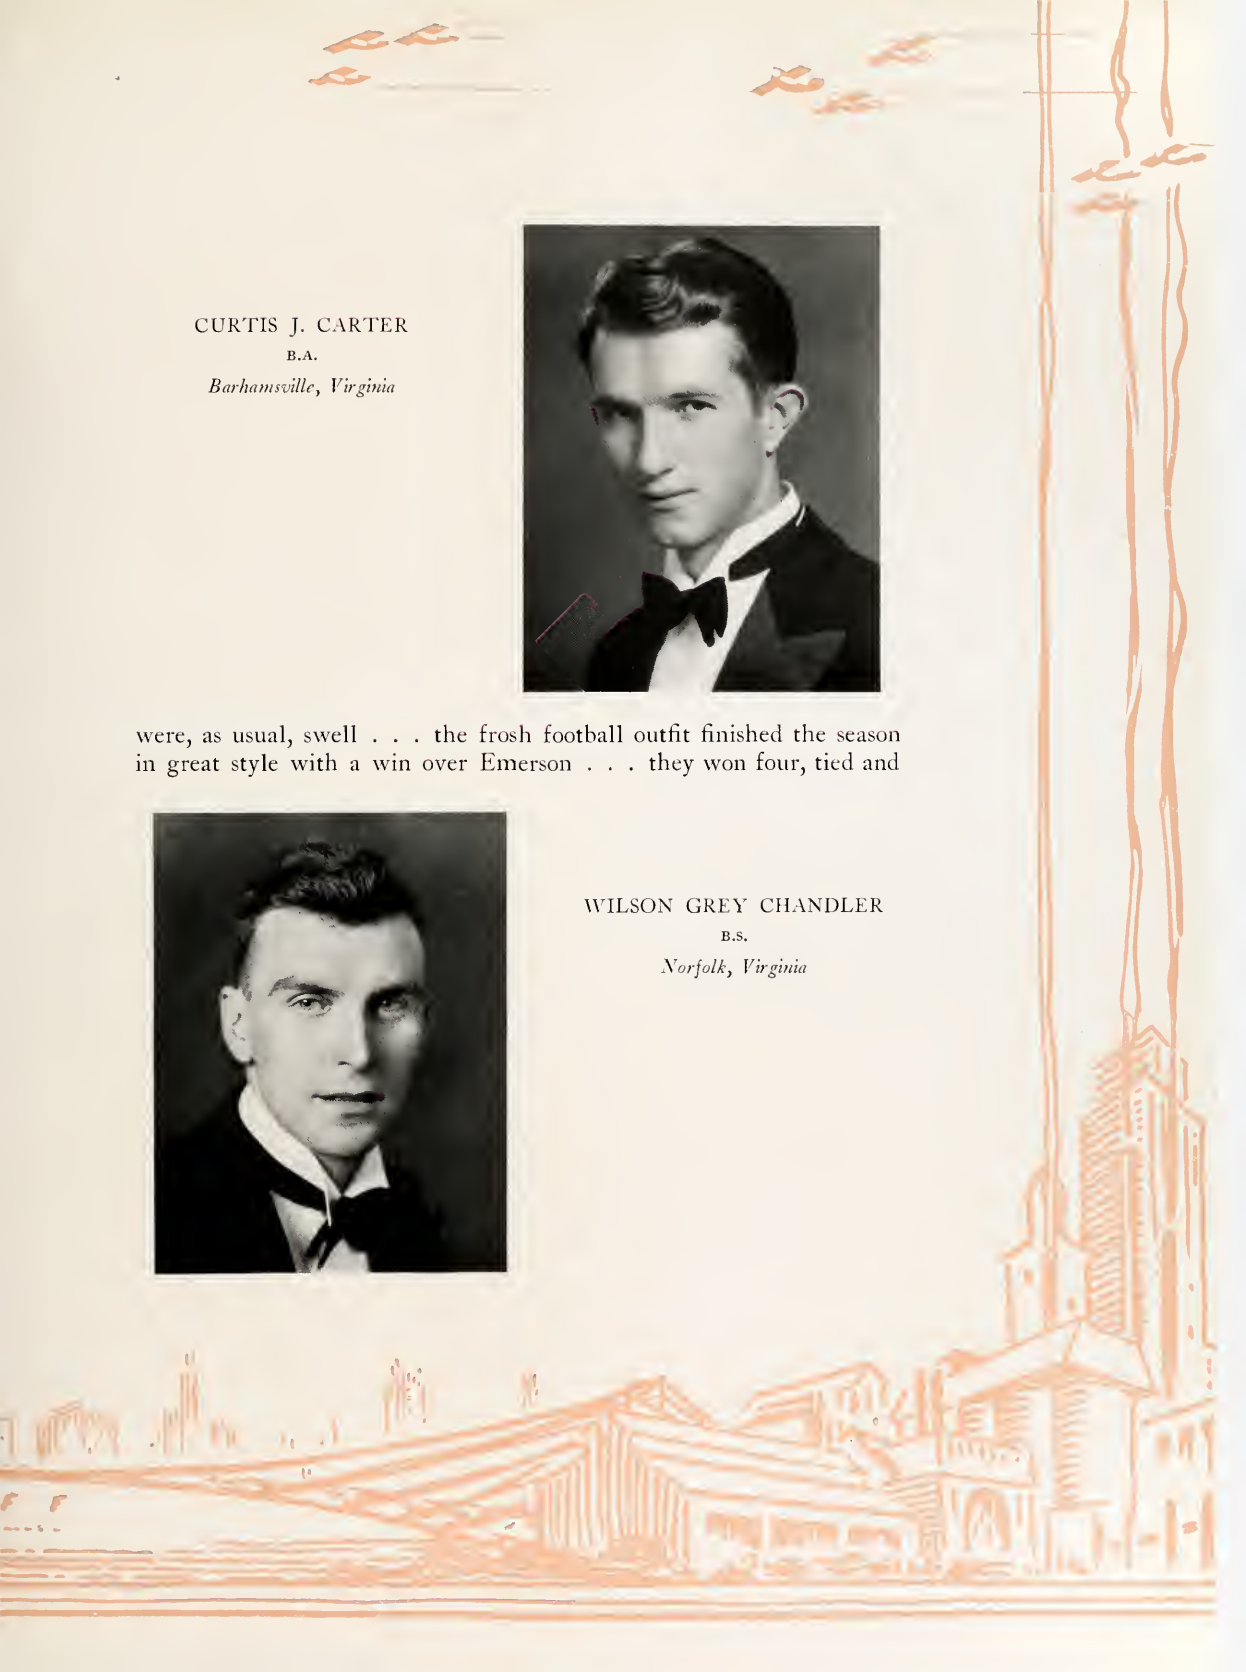 CURTIS J. CARTER
B.A.
Barhamsville, Virginia
were, as usual, swell . . . the frosh football outfit finished the season
in great style with a win over Emerson . . . they won four, tied and
WILSON GREY CHANDLER
B.S.
Norfolk, Virginia